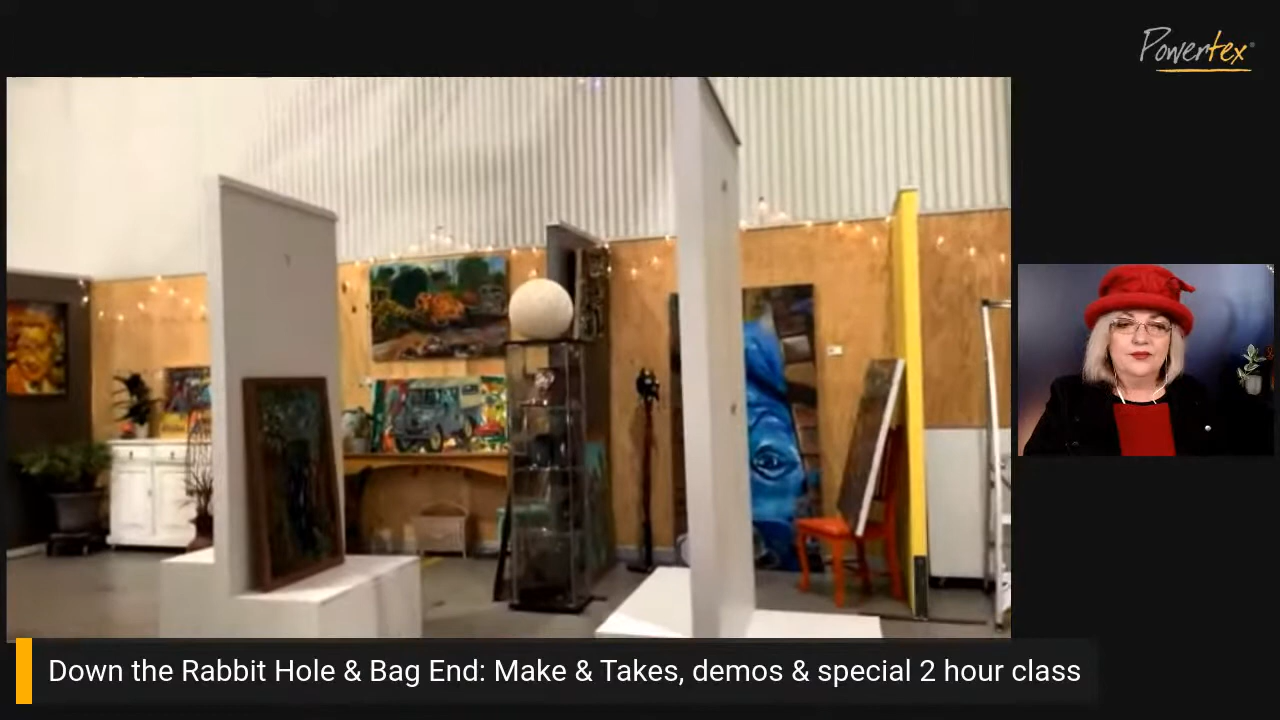 Powertex
Down the Rabbit Hole & Bag End: Make & Takes, demos & special 2 hour class